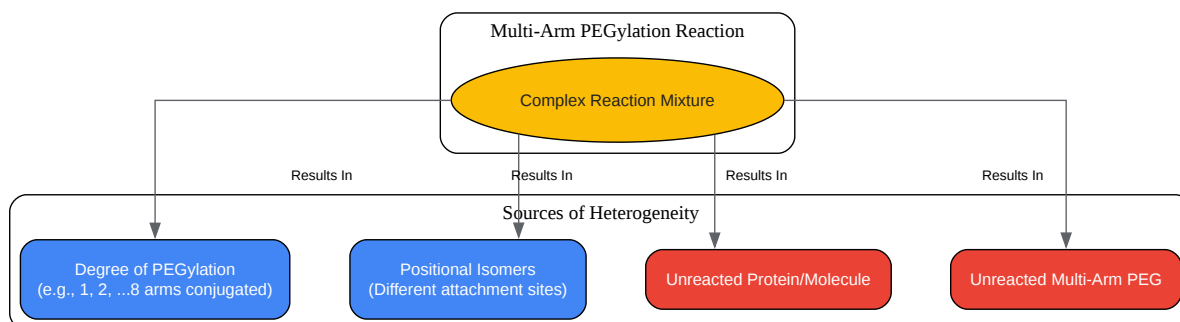 Multi-Arm PEGylation Reaction
Complex Reaction Mixture
Results In
Results In
Results In
Results In
Sources of Heterogeneity
Degree of PEGylation
(e.g., 1, 2, ...8 arms conjugated)
Positional Isomers
(Different attachment sites)
Unreacted Protein/Molecule
Unreacted Multi-Arm PEG